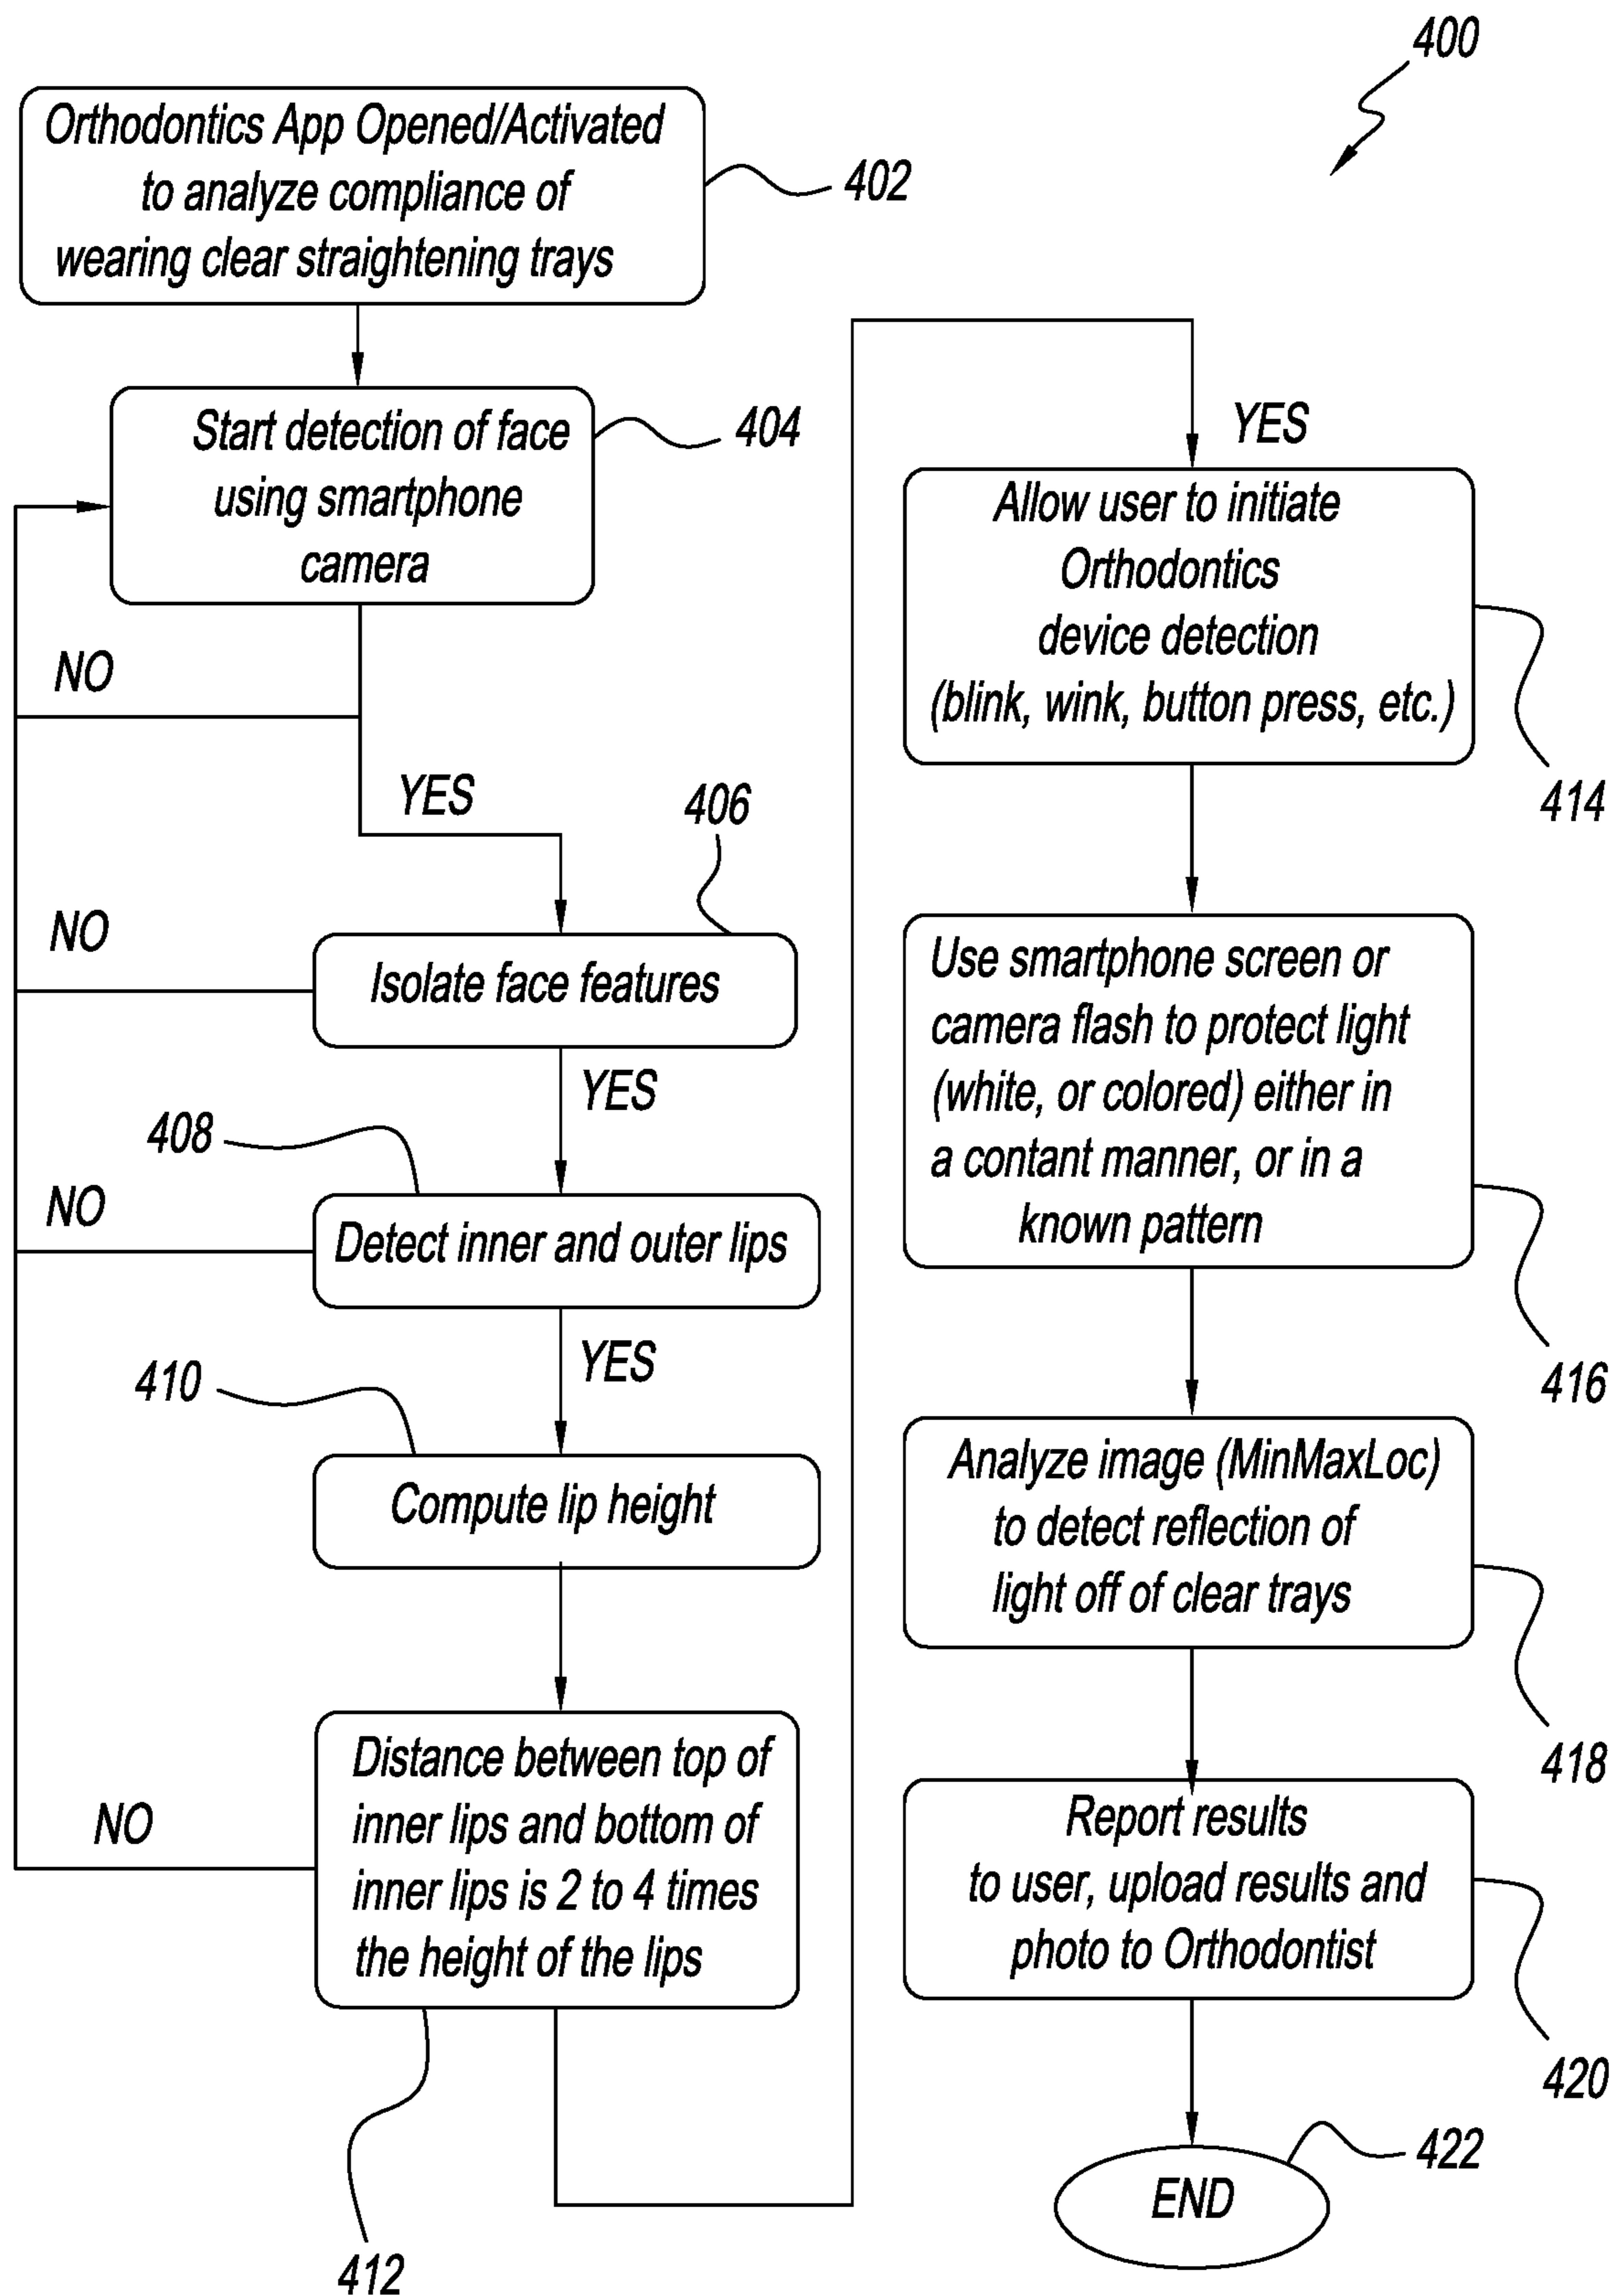 400
Orthodontics App Opened/Activated
to analyze compliance of
wearing clear straightening trays
402
Start detection of face
using smartphone
camera
404
NO
YES
406
NO
Isolate face features
YES
408
NO
Detect inner and outer lips
YES
410
Compute lip height
Distance between top of
inner lips and bottom of
inner lips is 2 to 4 times
the height of the lips
NO
412
YES
Allow user to initiate
Orthodontics
device detection
(blink, wink, button press, etc.)
414
Use smartphone screen or
camera flash to protect light
(white, or colored) either in
a contant manner, or in a
known pattern
416
Analyze image (MinMaxLoc)
to detect reflection of
light off of clear trays
418
Report results
to user, upload results and
photo to Orthodontist
420
END
422